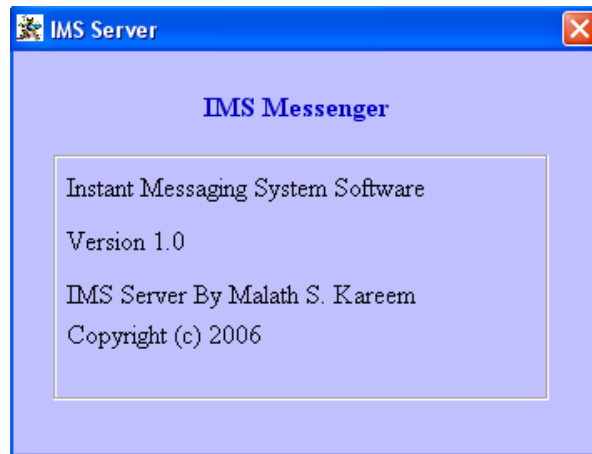 IMS Server
IMS Messenger
Instant Messaging System Software
Version 1.0
IMS Server By Malath S. Kareem
Copyright (c) 2006